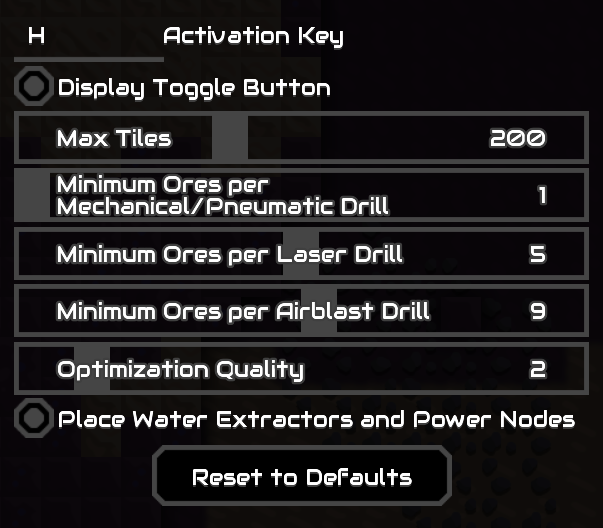 H Activation Key
Display Toggle Button
Max Tiles 200
Minimum Ores per
Mechanical/Pneumatic Drill 1
Minimum Ores per Laser Drill 5
Minimum Ores per Airblast Drill 9
Optimization Quality 2
Place Water Extractors and Power Nodes
Reset to Defaults